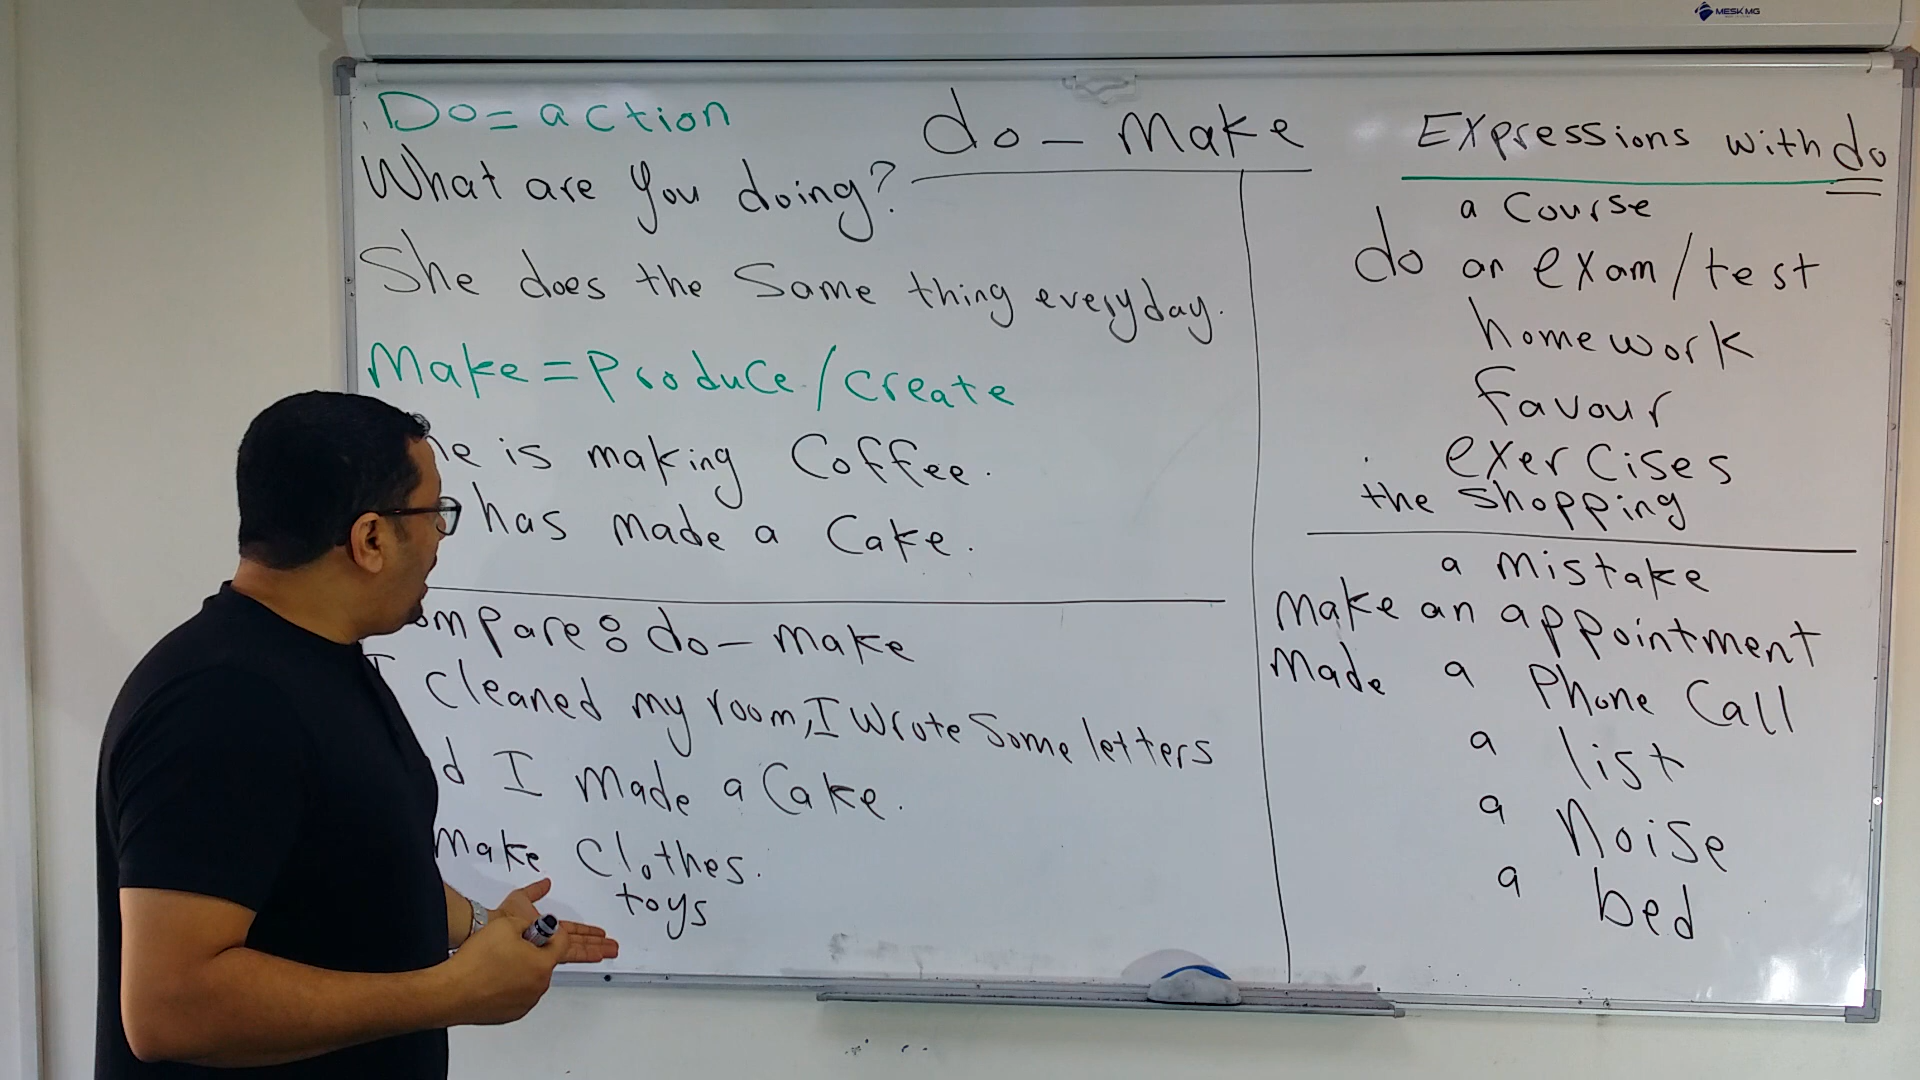 MESK MG
do - Make
Do = action
What are you doing?
She does the Same thing everyday.
Make = Produce / create
is making Coffee.
has made a Cake.
do - make
cleaned my room, I wrote Some letters
I made a Cake.
Make Clothes.
toys
Expressions with do
a Course
do an exam / test
homework
favour
exercises
the shopping
a mistake
Make an appointment
Made a Phone Call
a list
a Noise
a bed